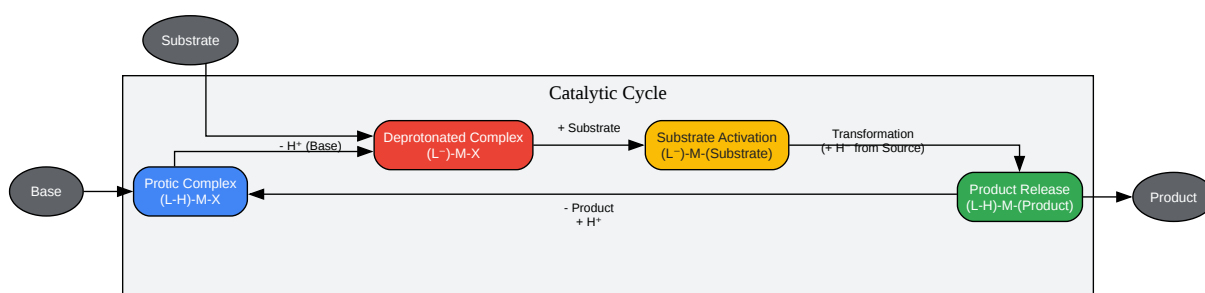 Substrate
Catalytic Cycle
Deprotonated Complex
(L⁻)-M-X
+ Substrate
Substrate Activation
(L⁻)-M-(Substrate)
Transformation
(+ H⁻ from Source)
- H⁺ (Base)
Base
Protic Complex
(L-H)-M-X
- Product
+ H⁺
Product Release
(L-H)-M-(Product)
Product